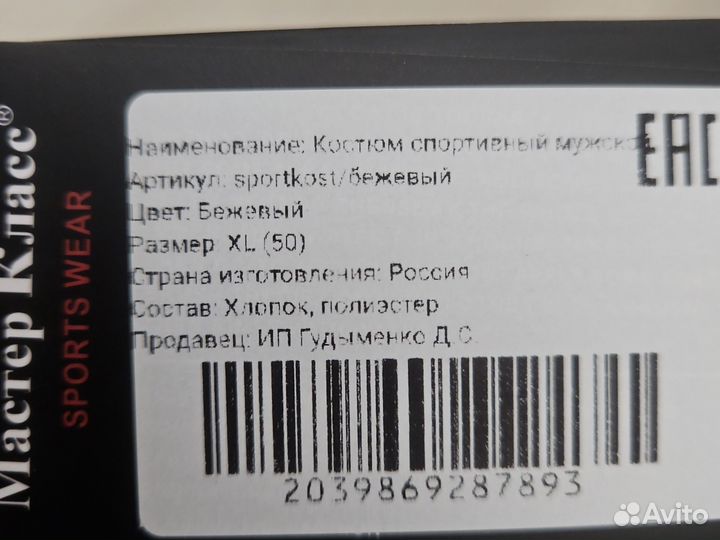 Мастер Класс®
SPORTS WEAR
Наименование: Костюм спортивный мужской
EAC
Артикул: sportkost/бежевый
Цвет: Бежевый
Размер: XL (50)
Страна изготовления: Россия
Состав: Хлопок, полиэстер
Продавец: ИП Гудыменко Д.С.
2039869287893
Avito